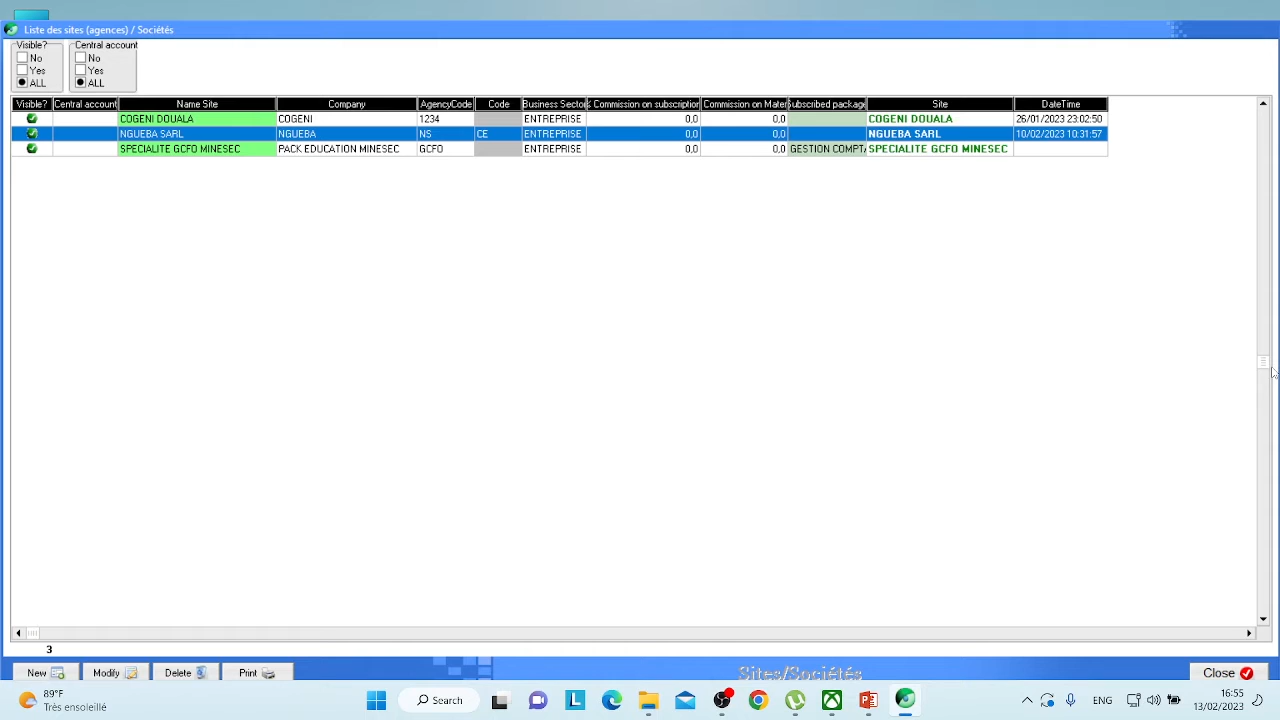 Liste des sites (agences) / Sociétés
Visible? Central account
No No
Yes Yes
ALL ALL
Visible? Central account Name Site Company AgencyCode Code Business Sector % Commission on subscription Commission on Mater Subscribed package Site DateTime
COGENI DOUALA COGENI 1234 ENTREPRISE 0,0 0,0 COGENI DOUALA 26/01/2023 23:02:50
NGUEBA SARL NGUEBA NS CE ENTREPRISE 0,0 0,0 NGUEBA SARL 10/02/2023 10:31:57
SPECIALITE GCFO MINESEC PACK EDUCATION MINESEC GCFO ENTREPRISE 0,0 0,0 GESTION COMPTA SPECIALITE GCFO MINESEC
3
New Modify Delete Print Sites/Sociétés Close
89°F
Très ensoleillé
Search
ENG
16:55
13/02/2023